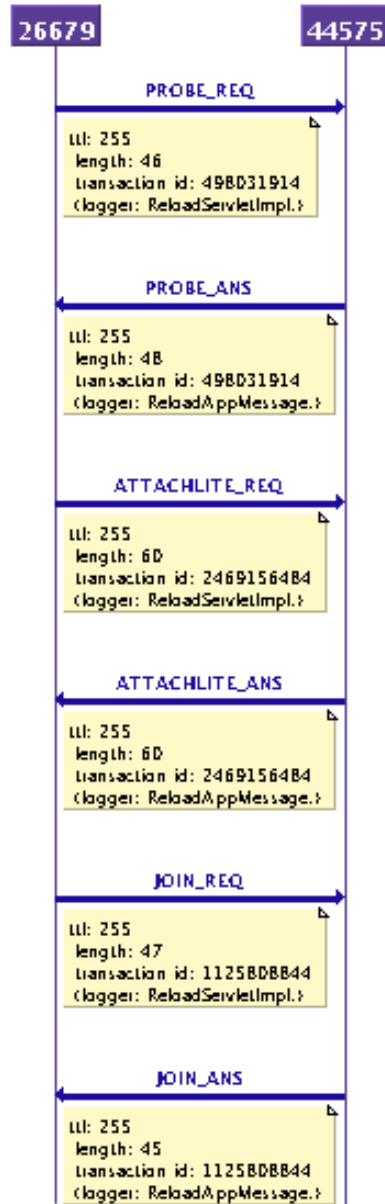 26679 44575
PROBE_REQ
ttl: 255
length: 46
transaction id: 498031914
(logger: ReloadServletImpl.)
PROBE_ANS
ttl: 255
length: 48
transaction id: 498031914
(logger: ReloadAppMessage.)
ATTACHLITE_REQ
ttl: 255
length: 60
transaction id: 2469156484
(logger: ReloadServletImpl.)
ATTACHLITE_ANS
ttl: 255
length: 60
transaction id: 2469156484
(logger: ReloadAppMessage.)
JOIN_REQ
ttl: 255
length: 47
transaction id: 1125808844
(logger: ReloadServletImpl.)
JOIN_ANS
ttl: 255
length: 45
transaction id: 1125808844
(logger: ReloadAppMessage.)